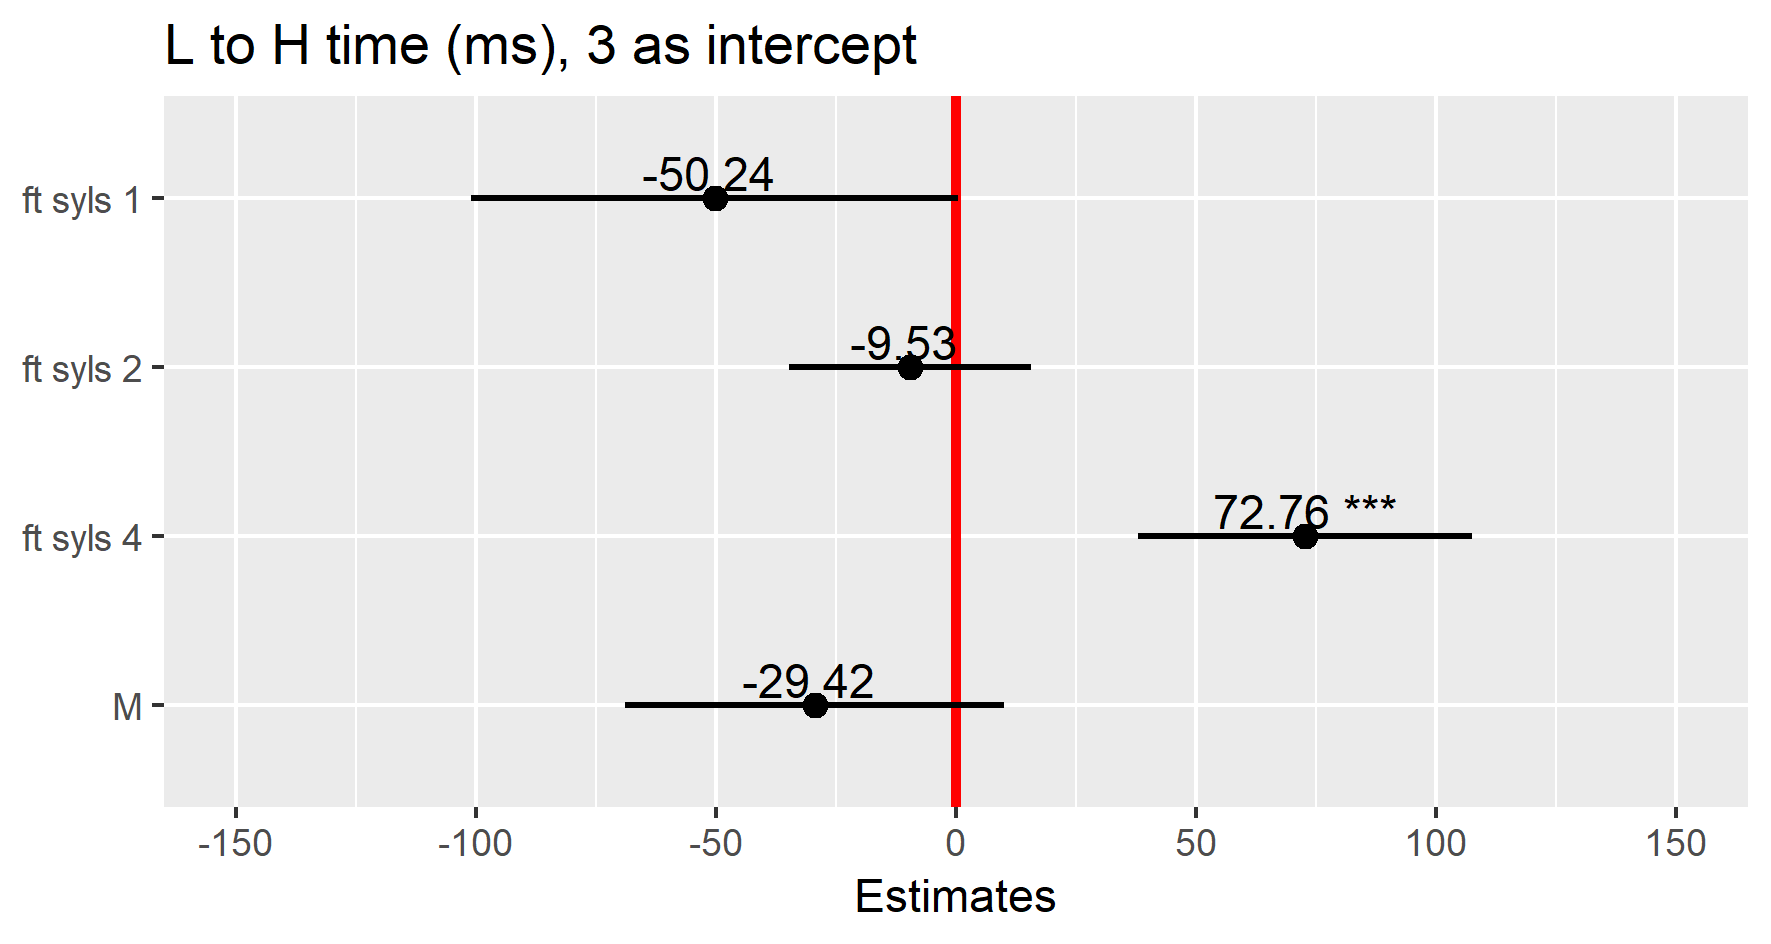 L to H time (ms), 3 as intercept
ft syls 1
-50.24
ft syls 2
-9.53
ft syls 4
72.76 ***
M
-29.42
-150 -100 -50 0 50 100 150
Estimates